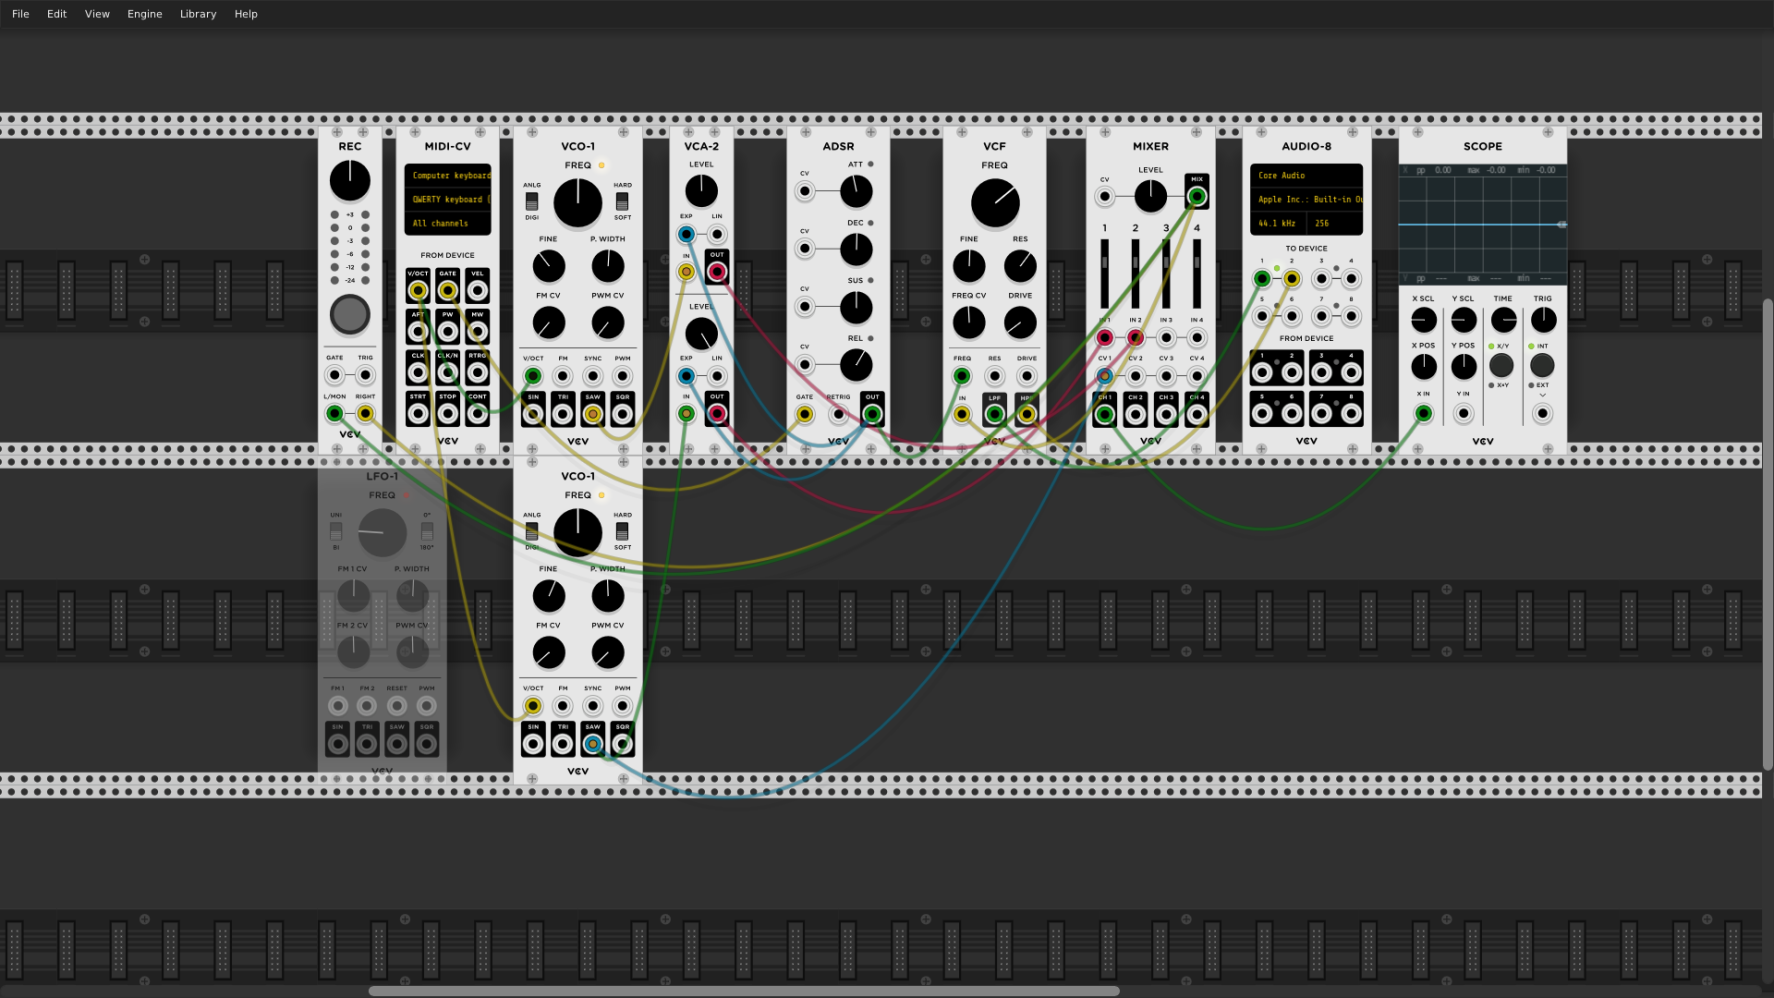 File Edit View Engine Library Help
REC
+3
0
-3
-6
-12
-24
GATE TRIG
L/MON RIGHT
VCV
MIDI-CV
Computer keyboard
QWERTY keyboard (
All channels
FROM DEVICE
V/OCT GATE VEL
AFT PW MW
CLK CLK/N RTRG
STRT STOP CONT
VCV
VCO-1
FREQ
ANLG HARD
DIGI SOFT
FINE P. WIDTH
FM CV PWM CV
V/OCT FM SYNC PWM
SIN TRI SAW SQR
VCV
VCA-2
LEVEL
EXP LIN
IN OUT
LEVEL
EXP LIN
IN OUT
VCV
ADSR
ATT
CV
DEC
CV
SUS
CV
REL
CV
GATE RETRIG OUT
VCV
VCF
FREQ
FINE RES
FREQ CV DRIVE
FREQ RES DRIVE
IN LPF HPF
VCV
MIXER
LEVEL MIX
CV
1 2 3 4
IN 1 IN 2 IN 3 IN 4
CV 1 CV 2 CV 3 CV 4
CH 1 CH 2 CH 3 CH 4
VCV
AUDIO-8
Core Audio
Apple Inc.: Built-in Ou
44.1 kHz 256
TO DEVICE
1 2 3 4
5 6 7 8
FROM DEVICE
1 2 3 4
5 6 7 8
VCV
SCOPE
X pp 0.00 max -0.00 min -0.00
Y pp --- max --- min ---
X SCL Y SCL TIME TRIG
X POS Y POS X/Y INT
X×Y EXT
X IN Y IN
VCV
LFO-1
FREQ
UNI 0°
BI 180°
FM 1 CV P. WIDTH
FM 2 CV PWM CV
FM 1 FM 2 RESET PWM
SIN TRI SAW SQR
VCV
VCO-1
FREQ
ANLG HARD
DIGI SOFT
FINE P. WIDTH
FM CV PWM CV
V/OCT FM SYNC PWM
SIN TRI SAW SQR
VCV